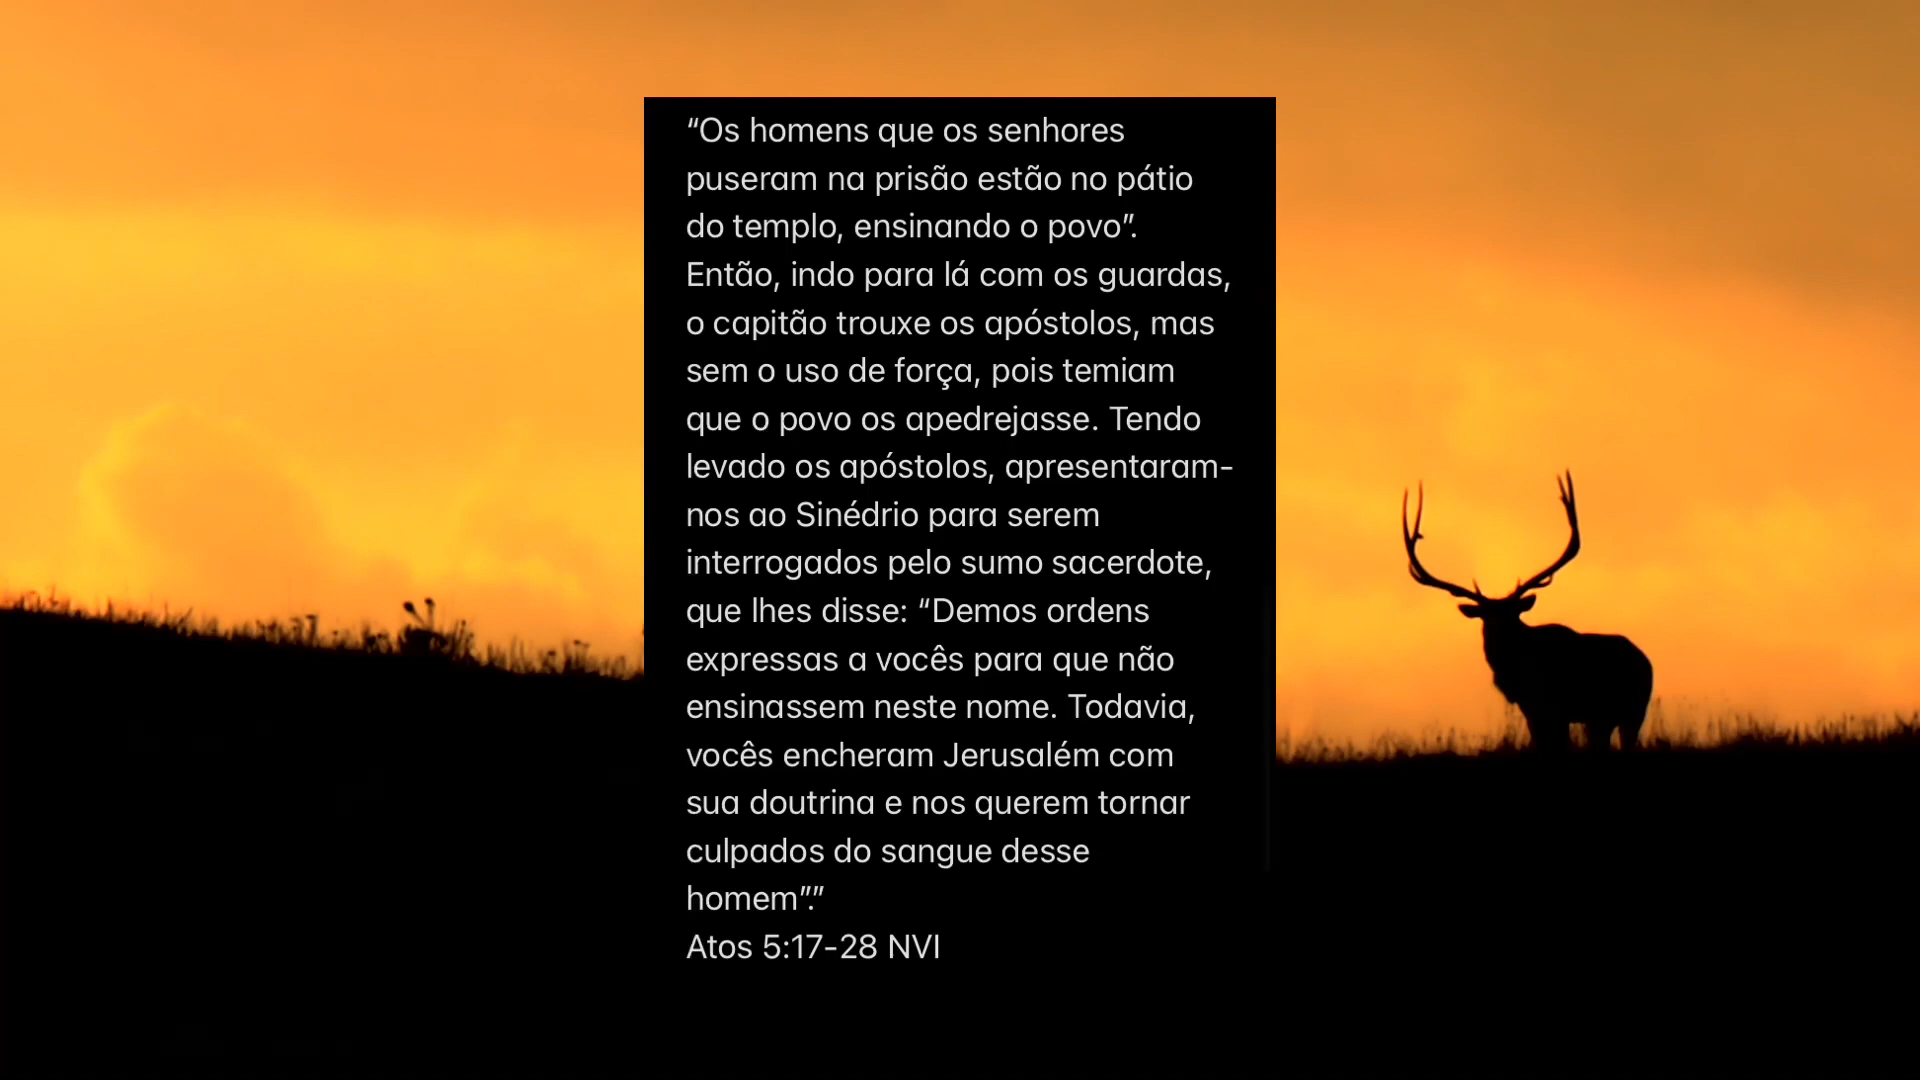 “Os homens que os senhores
puseram na prisão estão no pátio
do templo, ensinando o povo”.
Então, indo para lá com os guardas,
o capitão trouxe os apóstolos, mas
sem o uso de força, pois temiam
que o povo os apedrejasse. Tendo
levado os apóstolos, apresentaram-
nos ao Sinédrio para serem
interrogados pelo sumo sacerdote,
que lhes disse: “Demos ordens
expressas a vocês para que não
ensinassem neste nome. Todavia,
vocês encheram Jerusalém com
sua doutrina e nos querem tornar
culpados do sangue desse
homem”.”
Atos 5:17-28 NVI